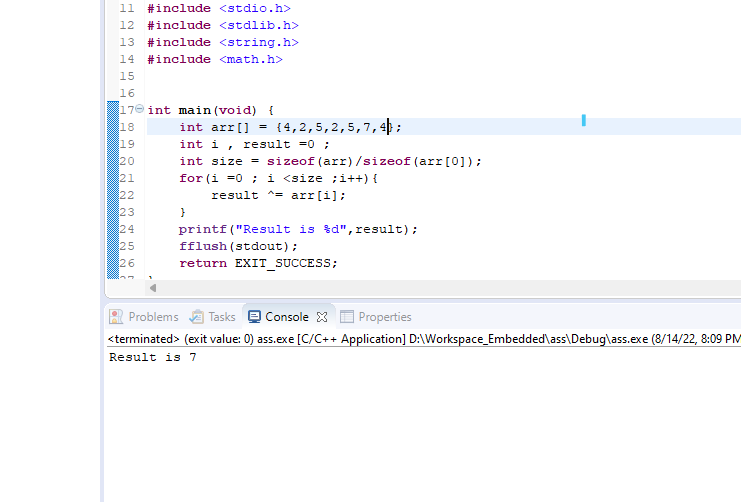 11 #include <stdio.h>
12 #include <stdlib.h>
13 #include <string.h>
14 #include <math.h>
15
16
17 int main(void) {
18     int arr[] = {4,2,5,2,5,7,4};
19     int i , result =0 ;
20     int size = sizeof(arr)/sizeof(arr[0]);
21     for(i =0 ; i <size ;i++){
22         result ^= arr[i];
23     }
24     printf("Result is %d",result);
25     fflush(stdout);
26     return EXIT_SUCCESS;
Problems Tasks Console Properties
<terminated> (exit value: 0) ass.exe [C/C++ Application] D:\Workspace_Embedded\ass\Debug\ass.exe (8/14/22, 8:09 PM
Result is 7